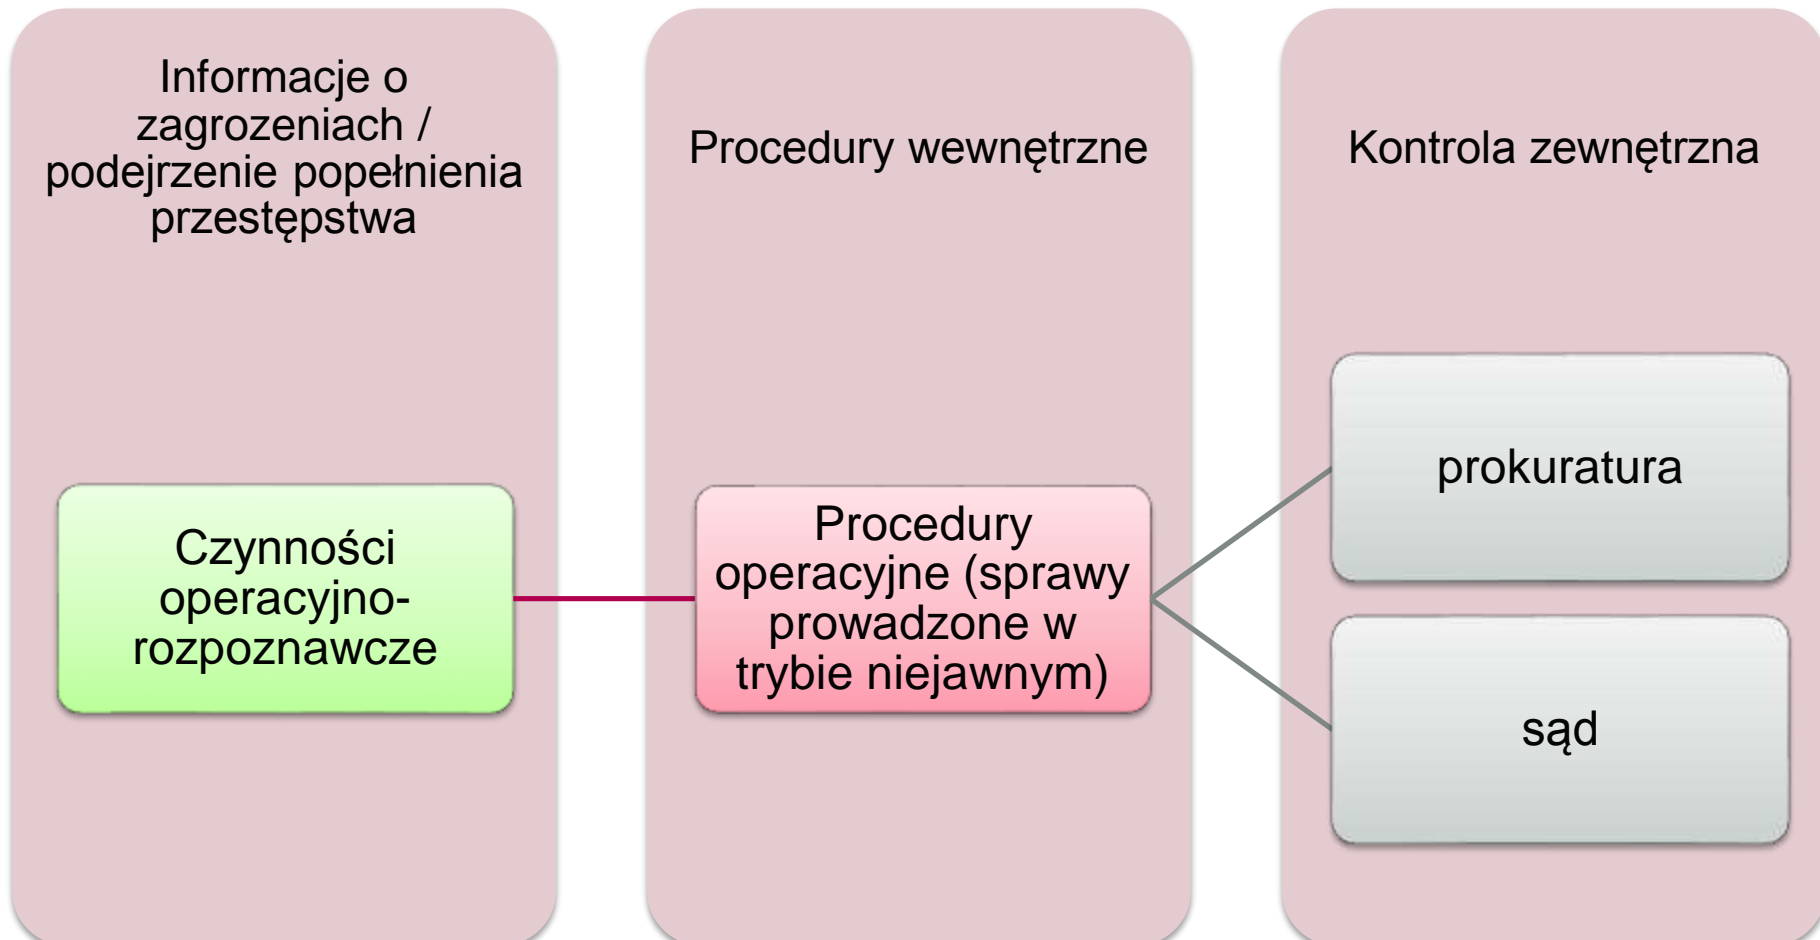 Informacje o
zagrozeniach /
podejrzenie popełnienia
przestępstwa
Czynności
operacyjno-
rozpoznawcze
Procedury wewnętrzne
Procedury
operacyjne (sprawy
prowadzone w
trybie niejawnym)
Kontrola zewnętrzna
prokuratura
sąd